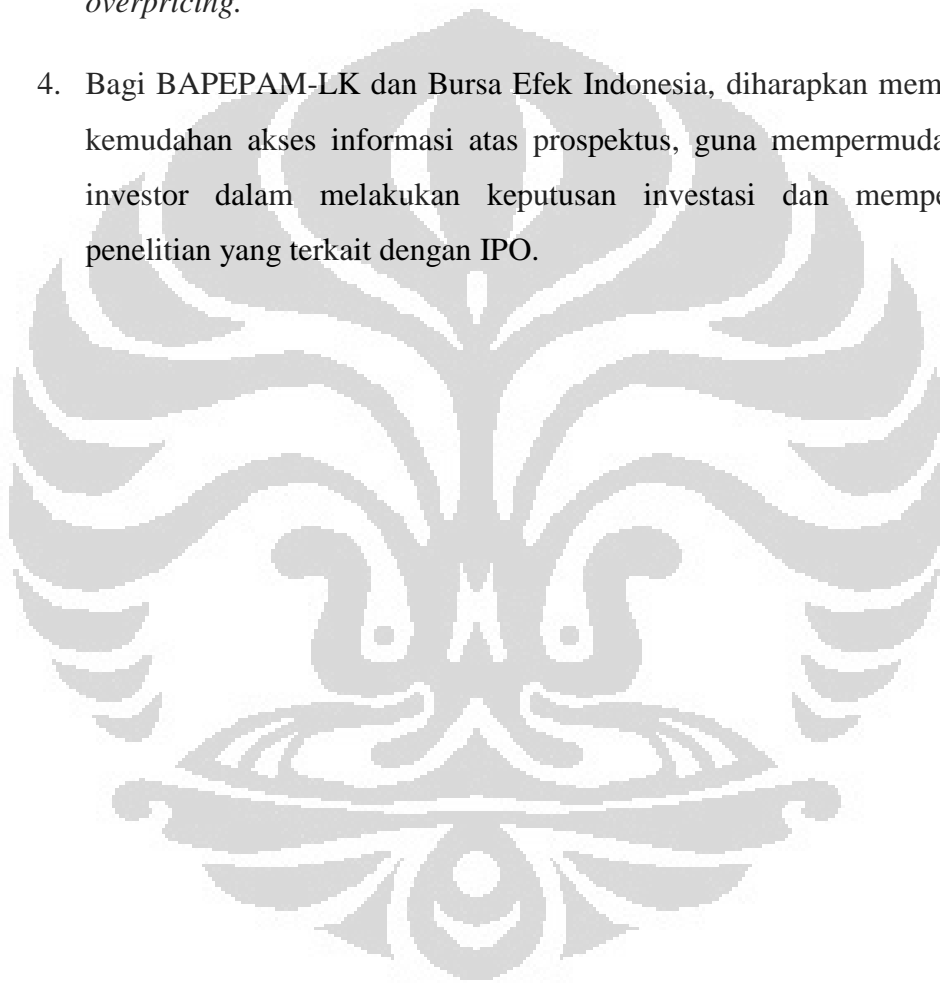 overpricing.
4. Bagi BAPEPAM-LK dan Bursa Efek Indonesia, diharapkan mem
kemudahan akses informasi atas prospektus, guna mempermuda
investor dalam melakukan keputusan investasi dan mempe
penelitian yang terkait dengan IPO.